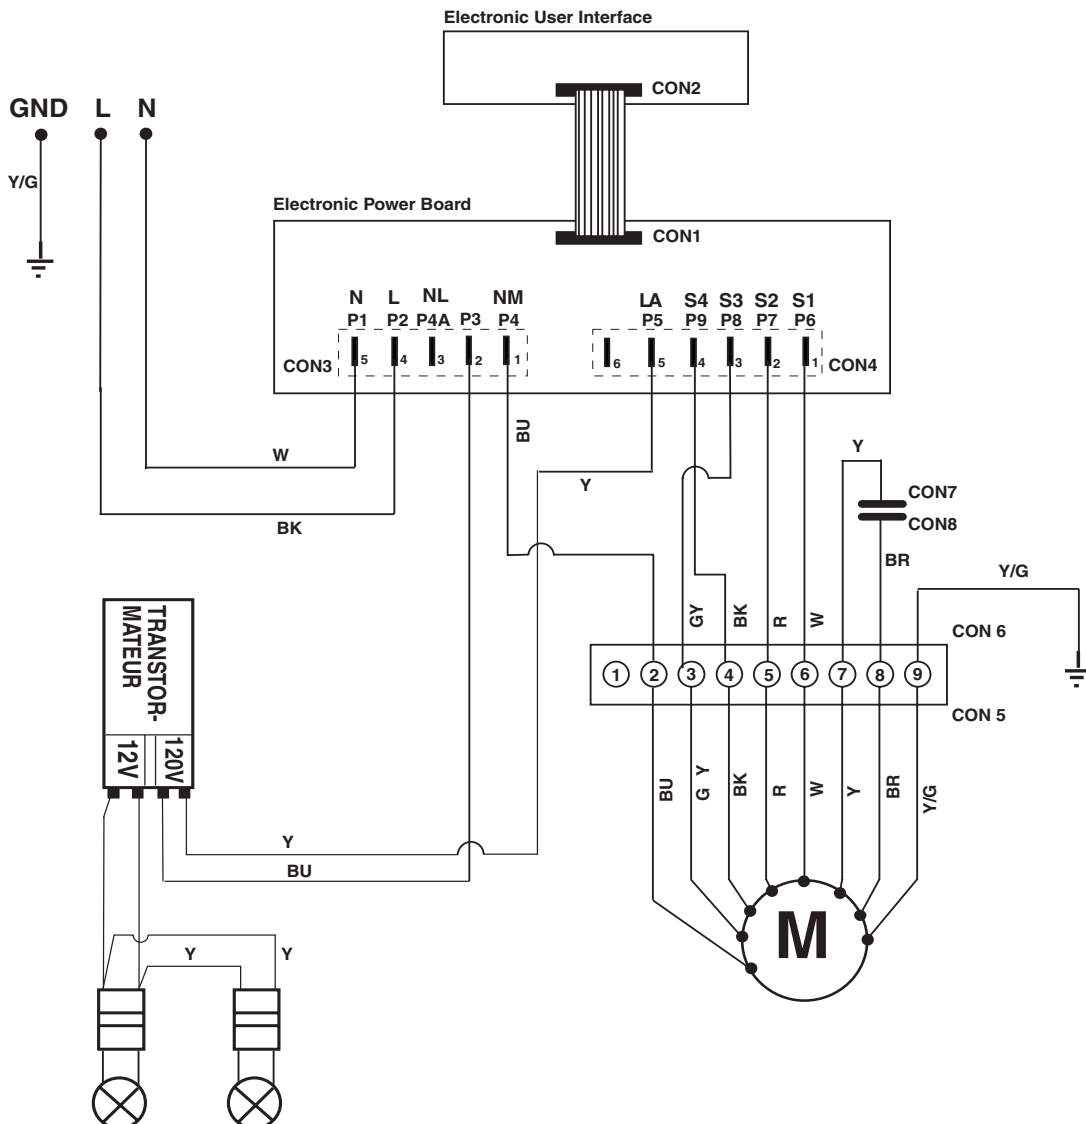 Electronic User Interface
CON2
GND L N
Y/G
Electronic Power Board
CON1
N L NL NM LA S4 S3 S2 S1
P1 P2 P4A P3 P4 P5 P9 P8 P7 P6
CON3 5 4 3 2 1 6 5 4 3 2 1 CON4
BU
Y
W
Y
CON7
BK
CON8
BR
Y/G
TRANSTOR-
MATEUR
GY BK R W
CON 6
1 2 3 4 5 6 7 8 9
CON 5
12V 120V
BU G Y BK R W Y BR Y/G
Y
BU
M
Y Y